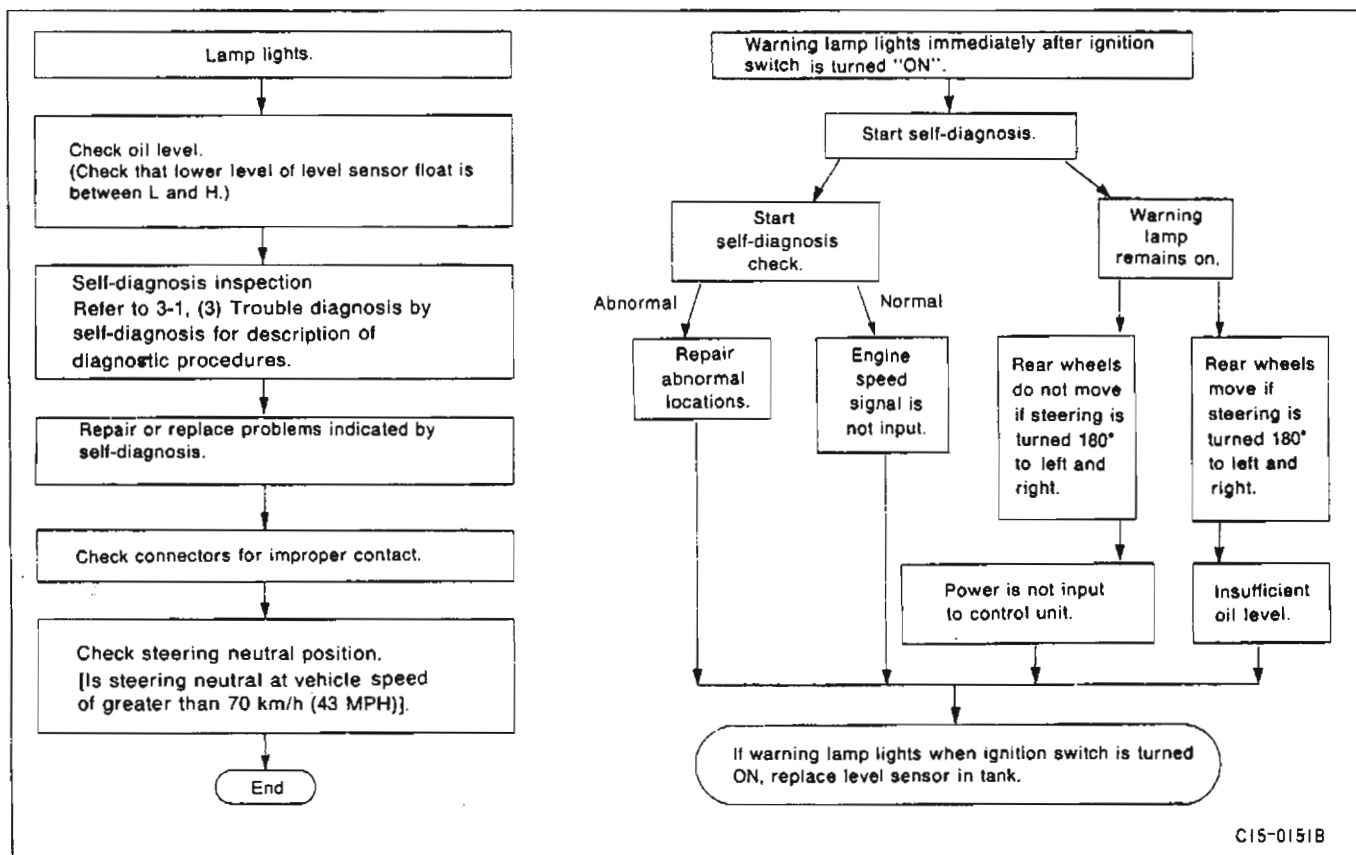 Lamp lights.
Check oil level.
(Check that lower level of level sensor float is
between L and H.)
Self-diagnosis inspection
Refer to 3-1, (3) Trouble diagnosis by
self-diagnosis for description of
diagnostic procedures.
Repair or replace problems indicated by
self-diagnosis.
Check connectors for improper contact.
Check steering neutral position.
[Is steering neutral at vehicle speed
of greater than 70 km/h (43 MPH)].
End
Warning lamp lights immediately after ignition
switch is turned "ON".
Start self-diagnosis.
Start
self-diagnosis
check.
Warning
lamp
remains on.
Abnormal
Normal
Repair
abnormal
locations.
Engine
speed
signal is
not input.
Rear wheels
do not move
if steering is
turned 180°
to left and
right.
Rear wheels
move if
steering is
turned 180°
to left and
right.
Power is not input
to control unit.
Insufficient
oil level.
If warning lamp lights when ignition switch is turned
ON, replace level sensor in tank.
C15-0151B